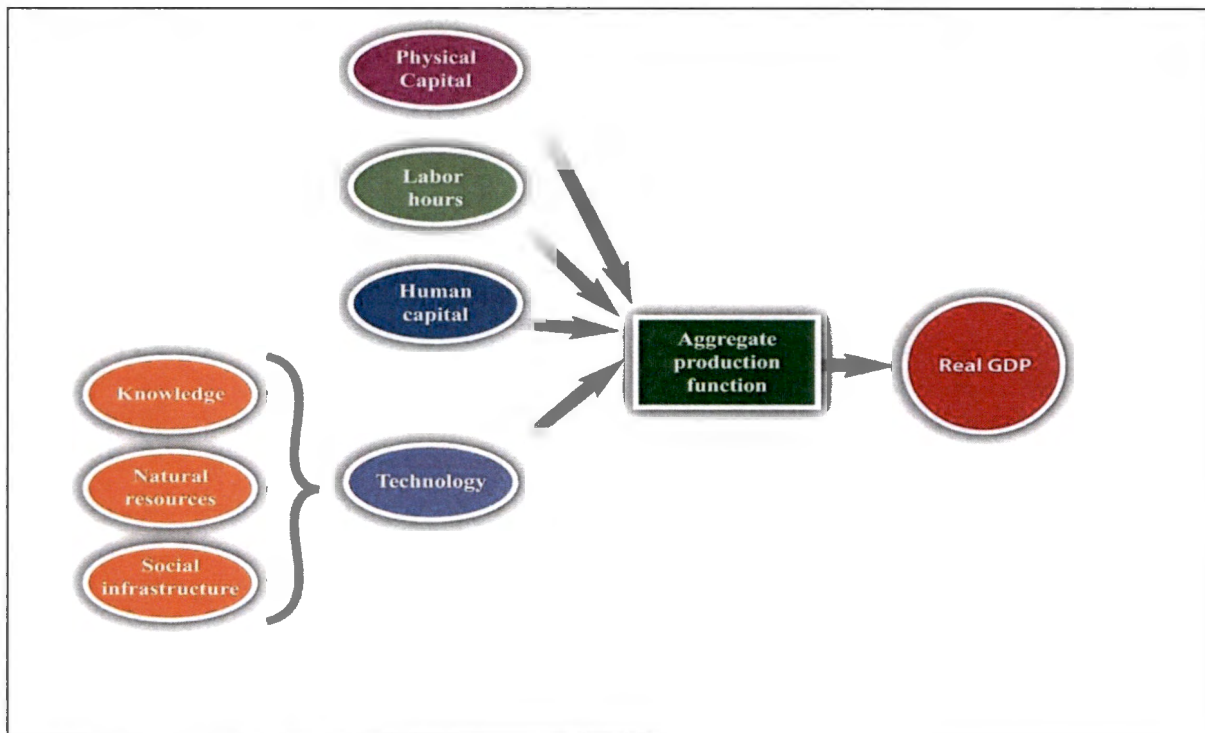 Physical
Capital
Labor
hours
Human
capital
Knowledge
Natural
resources
Social
infrastructure
Technology
Aggregate
production
function
Real GDP